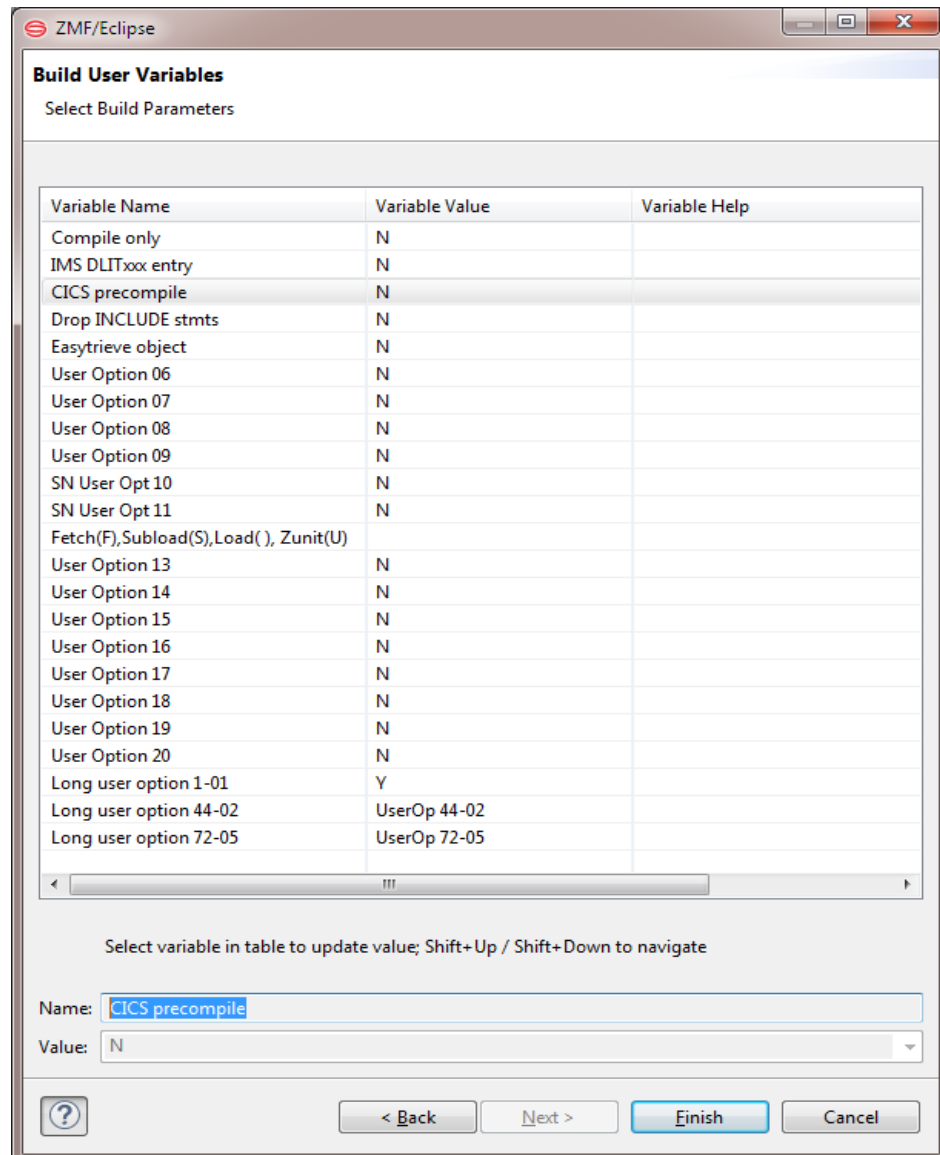 ZMF/Eclipse
Build User Variables
Select Build Parameters
Variable Name Variable Value Variable Help
Compile only N
IMS DLITxxx entry N
CICS precompile N
Drop INCLUDE stmts N
Easytrieve object N
User Option 06 N
User Option 07 N
User Option 08 N
User Option 09 N
SN User Opt 10 N
SN User Opt 11 N
Fetch(F),Subload(S),Load( ), Zunit(U)
User Option 13 N
User Option 14 N
User Option 15 N
User Option 16 N
User Option 17 N
User Option 18 N
User Option 19 N
User Option 20 N
Long user option 1-01 Y
Long user option 44-02 UserOp 44-02
Long user option 72-05 UserOp 72-05
Select variable in table to update value; Shift+Up / Shift+Down to navigate
Name: CICS precompile
Value: N
? < Back Next > Finish Cancel